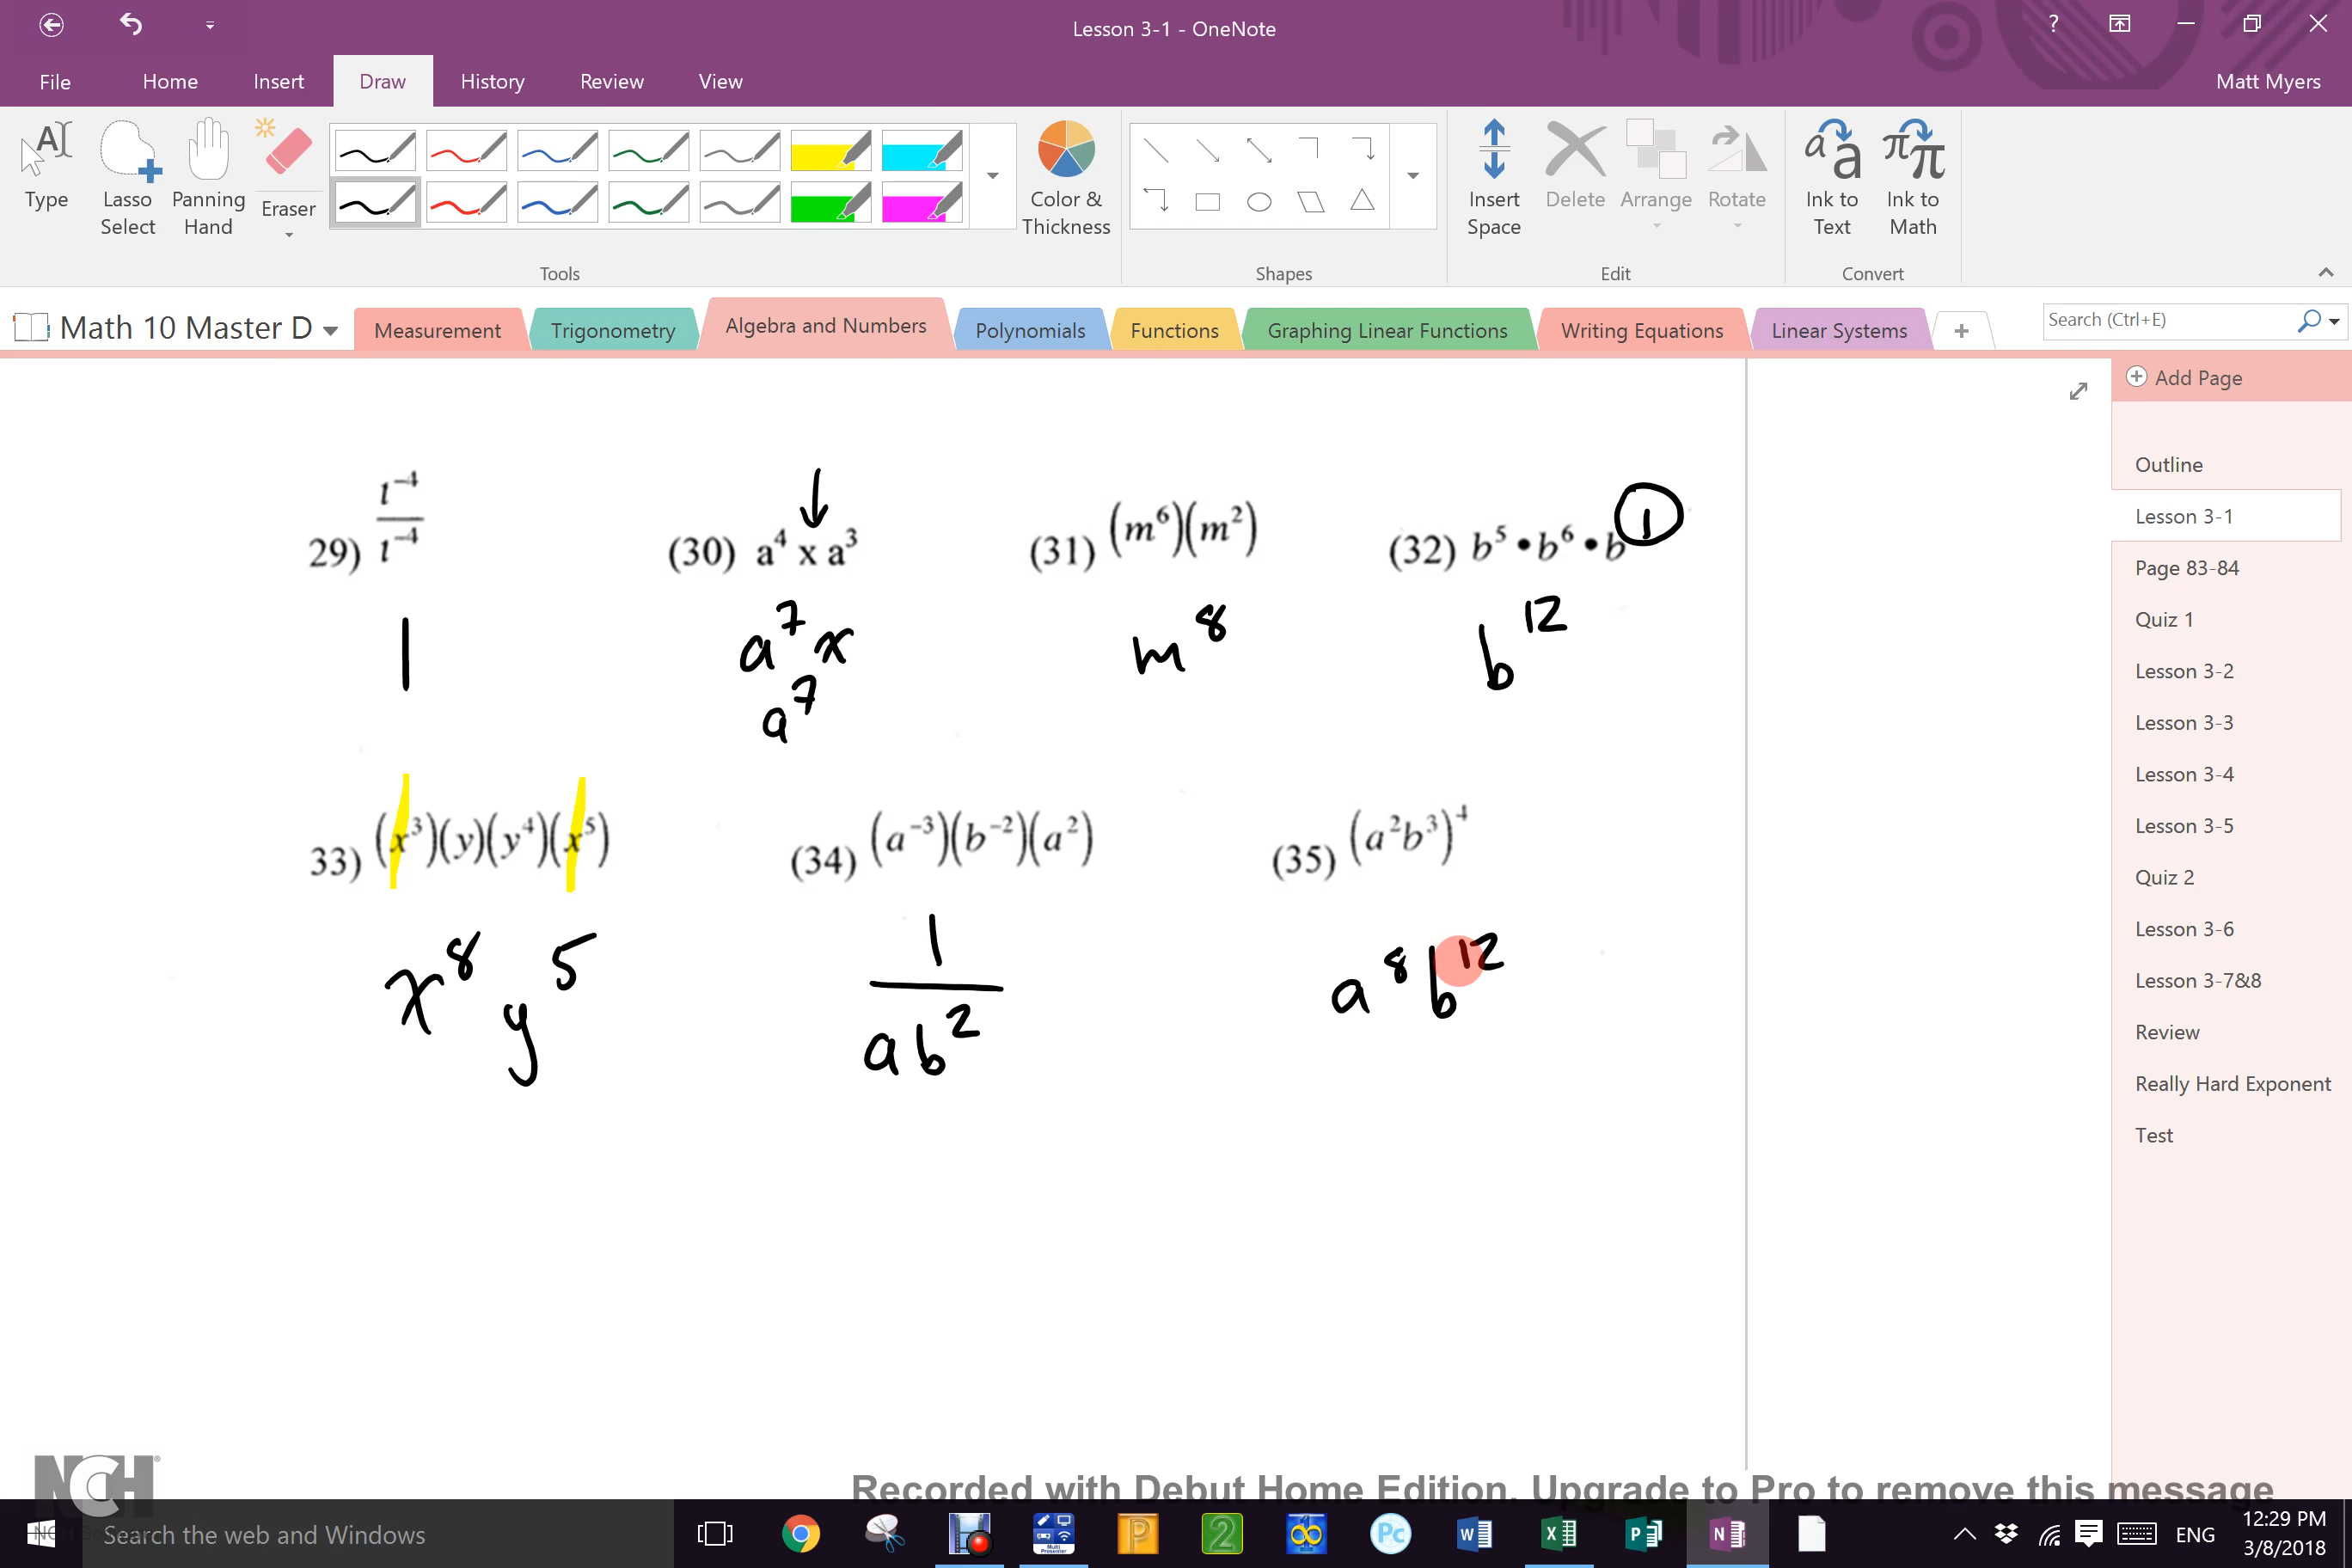 Lesson 3-1 - OneNote
?
File Home Insert Draw History Review View
Matt Myers
Type Lasso Select Panning Hand Eraser
Color & Thickness
Insert Space Delete Arrange Rotate
Ink to Text Ink to Math
Tools Shapes Edit Convert
Math 10 Master D Measurement Trigonometry Algebra and Numbers Polynomials Functions Graphing Linear Functions Writing Equations Linear Systems +
Search (Ctrl+E)
Add Page
Outline
Lesson 3-1
Page 83-84
Quiz 1
Lesson 3-2
Lesson 3-3
Lesson 3-4
Lesson 3-5
Quiz 2
Lesson 3-6
Lesson 3-7&8
Review
Really Hard Exponent
Test
29) t⁻⁴/t⁻⁴ (30) a⁴ x a³ (31) (m⁶)(m²) (32) b⁵ • b⁶ • b ①
1 a⁷x m⁸ b¹²
a⁷
33) (x³)(y)(y⁴)(x⁵) (34) (a⁻³)(b⁻²)(a²) (35) (a²b³)⁴
x⁸ y⁵ 1/ab² a⁸b¹²
NCH
Recorded with Debut Home Edition. Upgrade to Pro to remove this message
Search the web and Windows
ENG
12:29 PM
3/8/2018